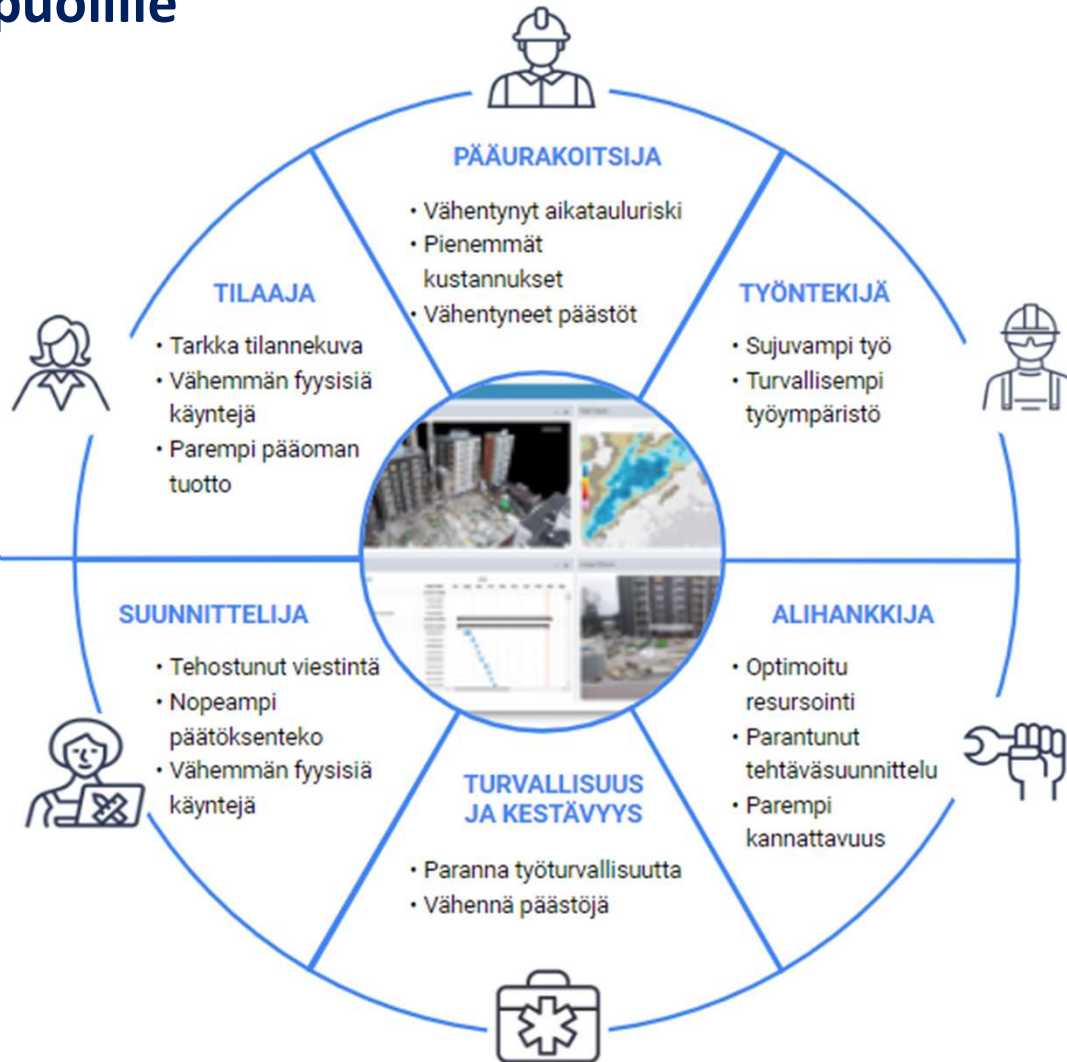 PÄÄURAKOITSIJA
• Vähentynyt aikatauluriski
• Pienemmät
kustannukset
• Vähentyneet päästöt
TYÖNTEKIJÄ
• Sujuvampi työ
• Turvallisempi
työympäristö
ALIHANKKIJA
• Optimoitu
resursointi
• Parantunut
tehtäväsuunnittelu
• Parempi
kannattavuus
TURVALLISUUS
JA KESTÄVYYS
• Paranna työturvallisuutta
• Vähennä päästöjä
SUUNNITTELIJA
• Tehostunut viestintä
• Nopeampi
päätöksenteko
• Vähemmän fyysisiä
käyntejä
TILAAJA
• Tarkka tilannekuva
• Vähemmän fyysisiä
käyntejä
• Parempi pääoman
tuotto